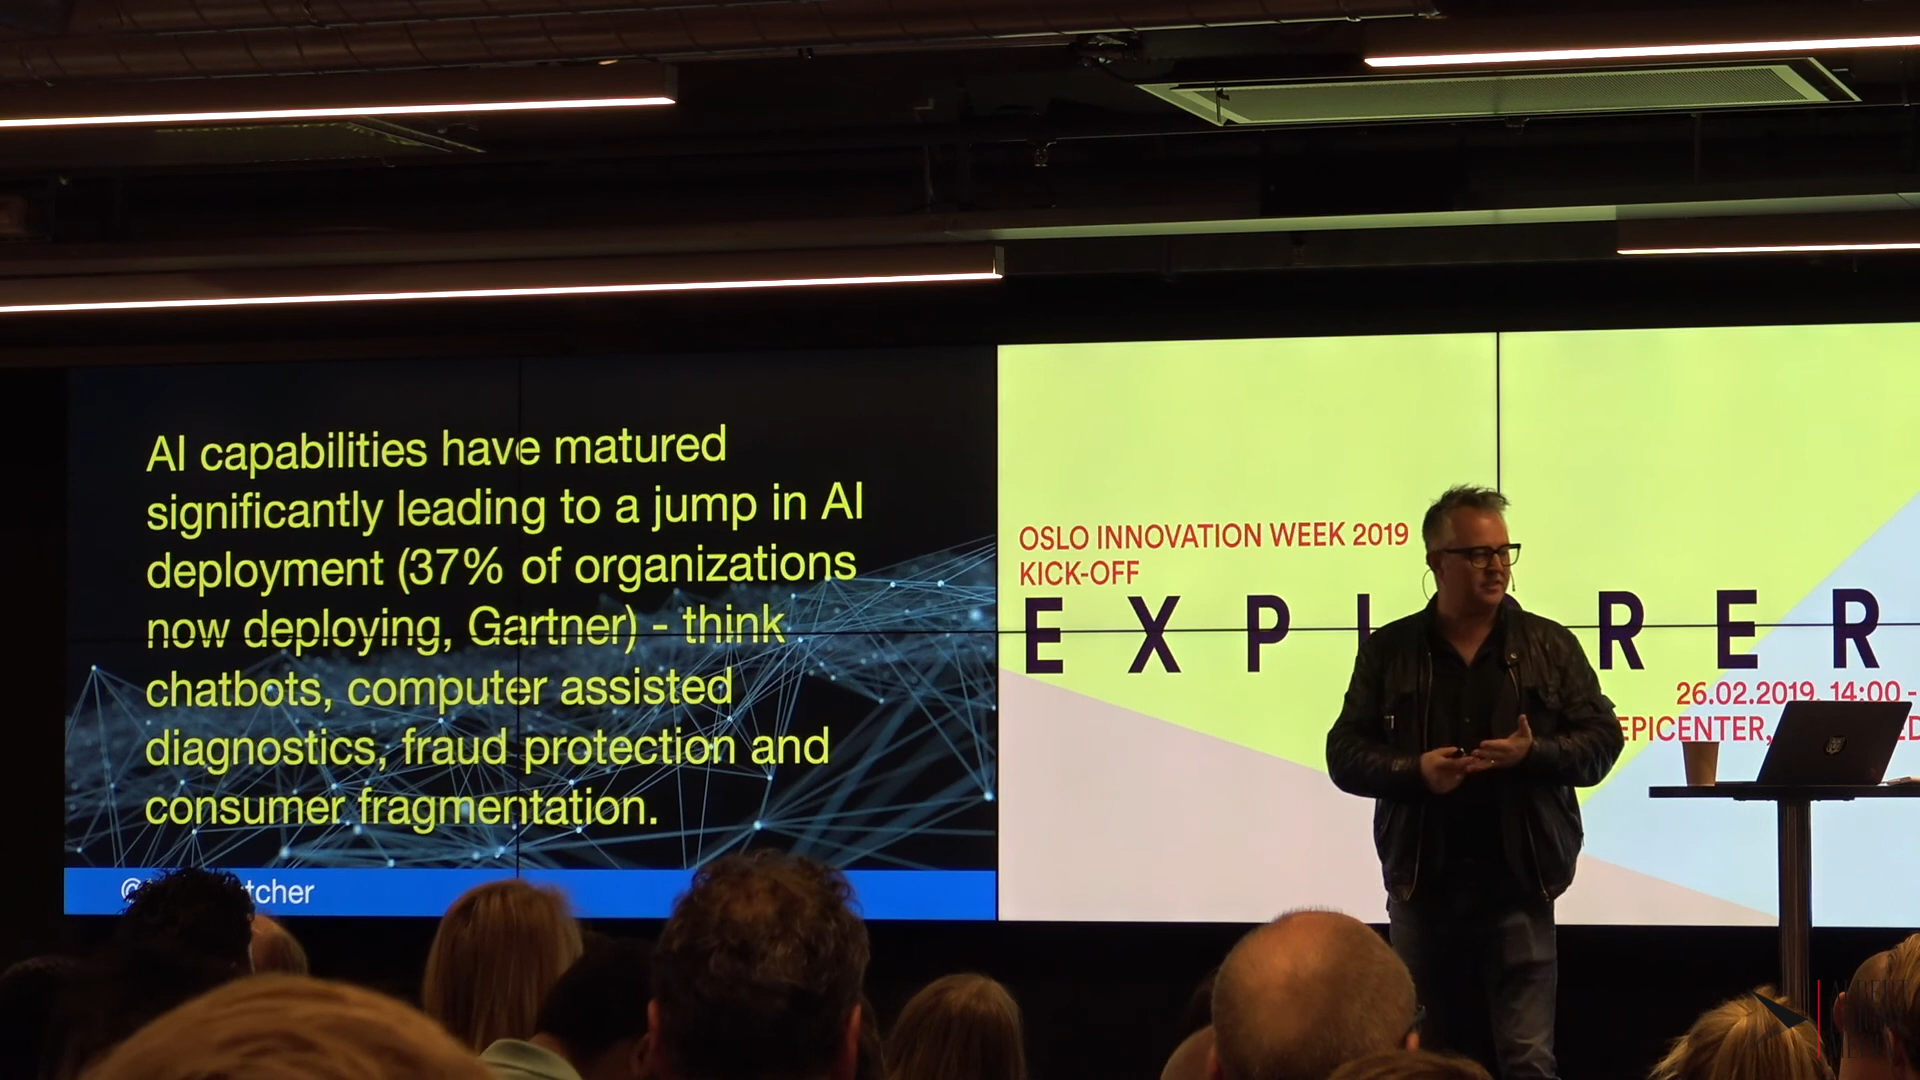 AI capabilities have matured
significantly leading to a jump in AI
deployment (37% of organizations
now deploying, Gartner) - think
chatbots, computer assisted
diagnostics, fraud protection and
consumer fragmentation.
OSLO INNOVATION WEEK 2019
KICK-OFF
26.02.2019, 14:00 -
EPICENTER,